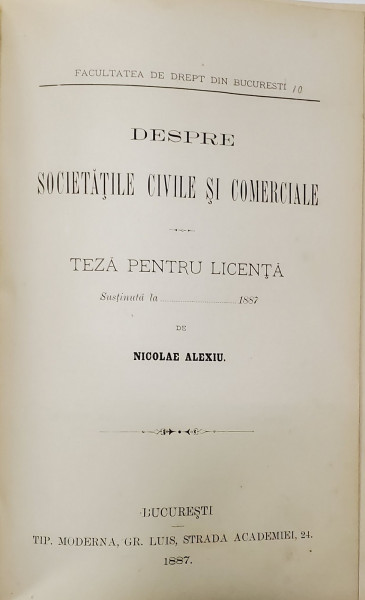 FACULTATEA DE DREPT DIN BUCURESTI 10
DESPRE
SOCIETĂŢILE CIVILE ŞI COMERCIALE
TEZĂ PENTRU LICENŢĂ
Susţinută la ........................ 1887
DE
NICOLAE ALEXIU.
BUCUREŞTI
TIP. MODERNA, GR. LUIS, STRADA ACADEMIEI, 24.
1887.